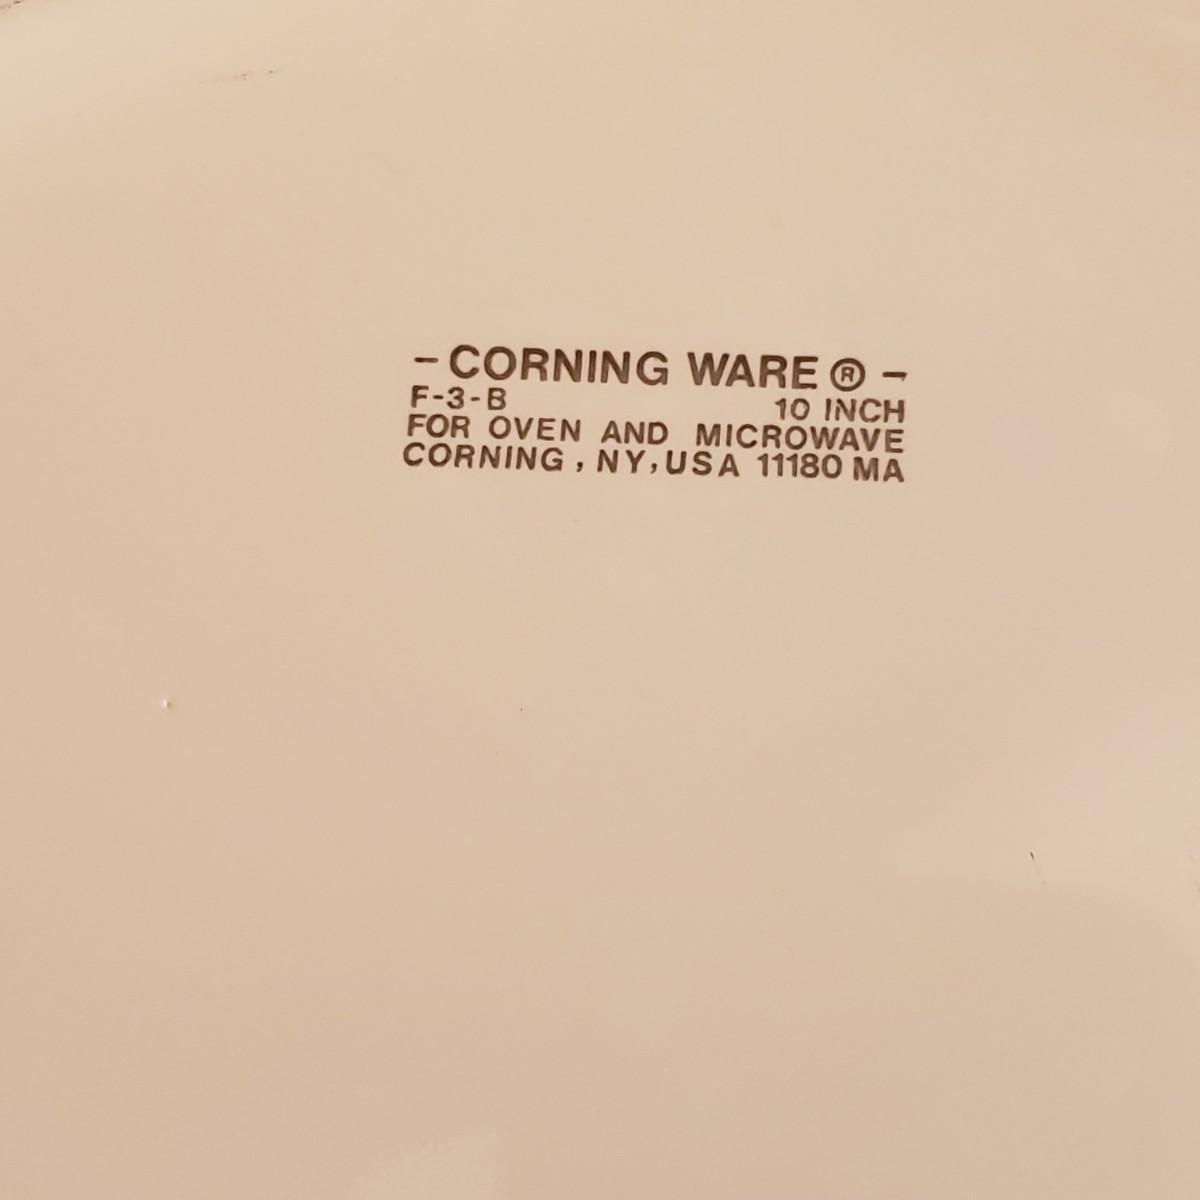 - CORNING WARE ® -
F-3-B 10 INCH
FOR OVEN AND MICROWAVE
CORNING , NY, USA 11180 MA